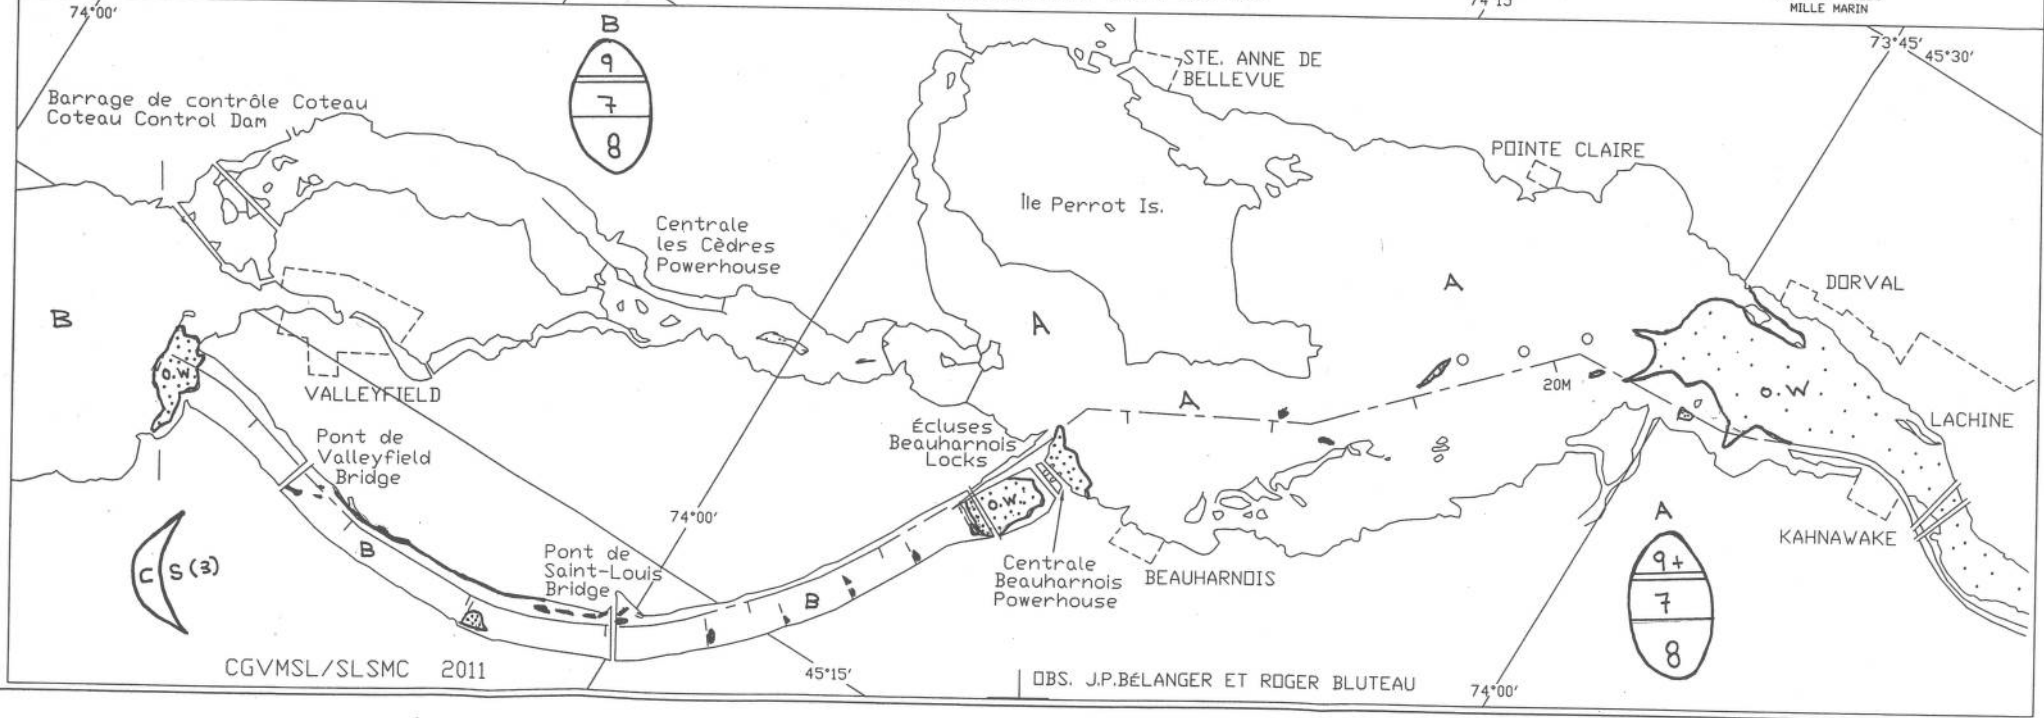 74°00'
74°15'
MILLE MARIN
73°45'
45°30'
B
9
7
8
Barrage de contrôle Coteau
Coteau Control Dam
STE. ANNE DE
BELLEVUE
POINTE CLAIRE
Île Perrot Is.
Centrale
les Cèdres
Powerhouse
A
A
DORVAL
B
O.W.
VALLEYFIELD
A
20M
O.W
LACHINE
Écluses
Beauharnois
Locks
Pont de
Valleyfield
Bridge
O.W.
74°00'
A
9+
7
8
KAHNAWAKE
B
Pont de
Saint-Louis
Bridge
C S(3)
Centrale
Beauharnois
Powerhouse
BEAUHARNOIS
B
CGVMSL/SLSMC 2011
45°15'
OBS. J.P.BÉLANGER ET ROGER BLUTEAU
74°00'